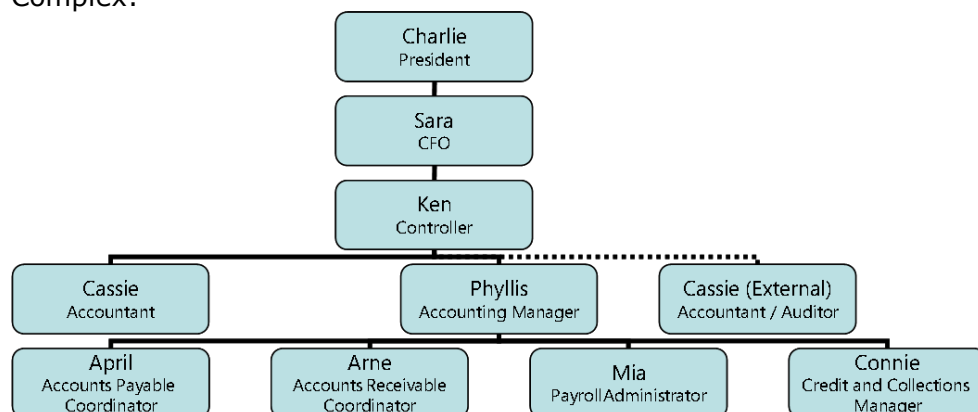 Complex:
Charlie
President
Sara
CFO
Ken
Controller
Cassie
Accountant
Phyllis
Accounting Manager
Cassie (External)
Accountant / Auditor
April
Accounts Payable
Coordinator
Arne
Accounts Receivable
Coordinator
Mia
Payroll Administrator
Connie
Credit and Collections
Manager